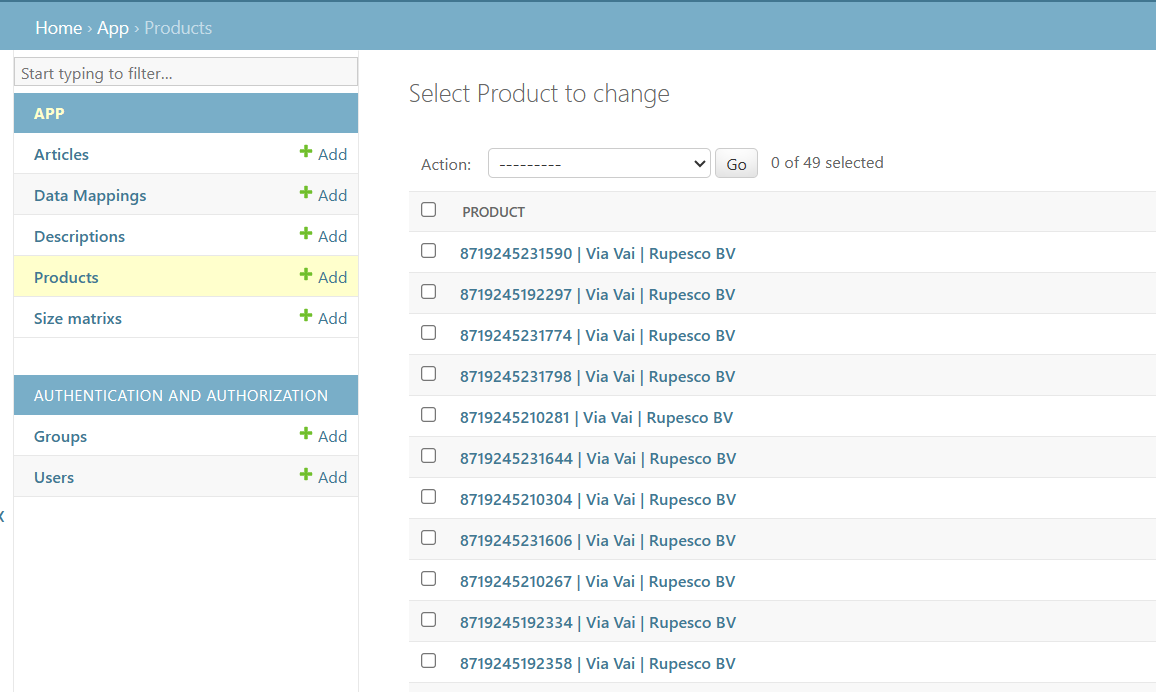 Home › App › Products
Start typing to filter...
APP
Articles + Add
Data Mappings + Add
Descriptions + Add
Products + Add
Size matrixs + Add
AUTHENTICATION AND AUTHORIZATION
Groups + Add
Users + Add
Select Product to change
Action: --------- Go 0 of 49 selected
PRODUCT
8719245231590 | Via Vai | Rupesco BV
8719245192297 | Via Vai | Rupesco BV
8719245231774 | Via Vai | Rupesco BV
8719245231798 | Via Vai | Rupesco BV
8719245210281 | Via Vai | Rupesco BV
8719245231644 | Via Vai | Rupesco BV
8719245210304 | Via Vai | Rupesco BV
8719245231606 | Via Vai | Rupesco BV
8719245210267 | Via Vai | Rupesco BV
8719245192334 | Via Vai | Rupesco BV
8719245192358 | Via Vai | Rupesco BV